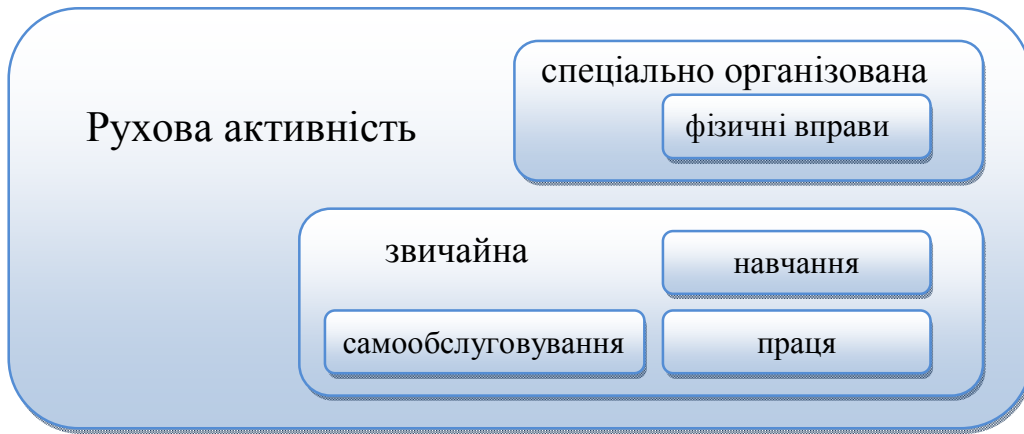 спеціально організована
Рухова активність
фізичні вправи
звичайна
навчання
самообслуговування
праця